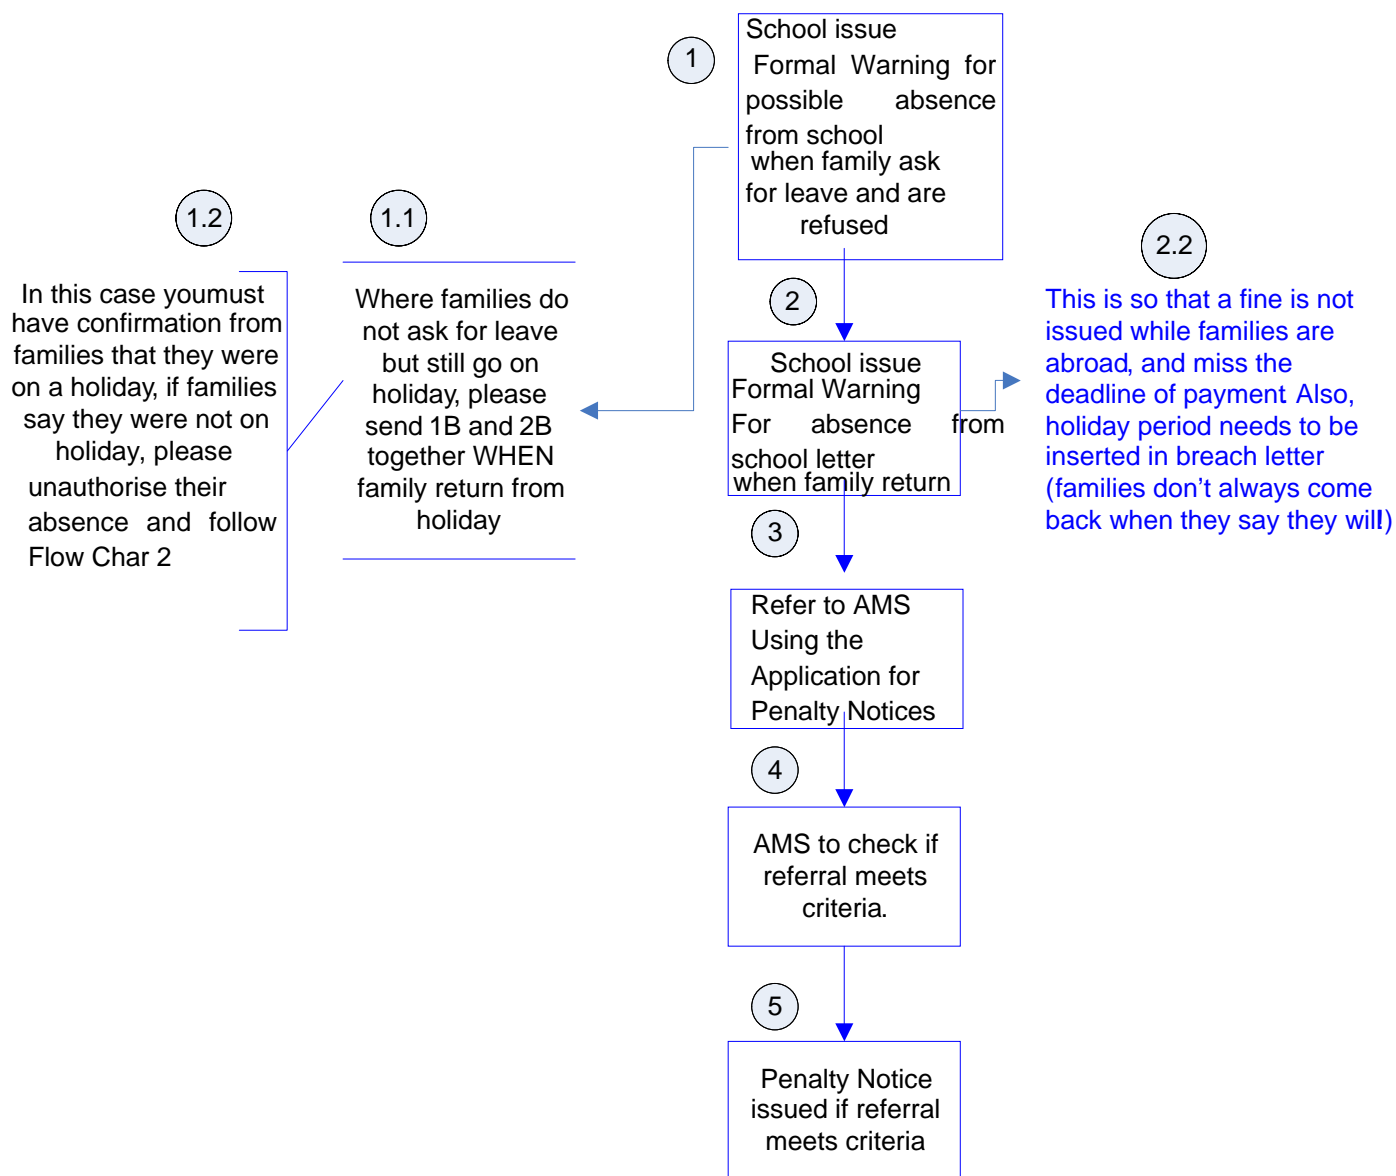 1
School issue
Formal Warning for
possible absence
from school
when family ask
for leave and are
refused
1.2
In this case youmust
have confirmation from
families that they were
on a holiday, if families
say they were not on
holiday, please
unauthorise their
absence and follow
Flow Char 2
1.1
Where families do
not ask for leave
but still go on
holiday, please
send 1B and 2B
together WHEN
family return from
holiday
2
School issue
Formal Warning
For absence from
school letter
when family return
2.2
This is so that a fine is not
issued while families are
abroad, and miss the
deadline of payment. Also,
holiday period needs to be
inserted in breach letter
(families don't always come
back when they say they will!)
3
Refer to AMS
Using the
Application for
Penalty Notices
4
AMS to check if
referral meets
criteria.
5
Penalty Notice
issued if referral
meets criteria